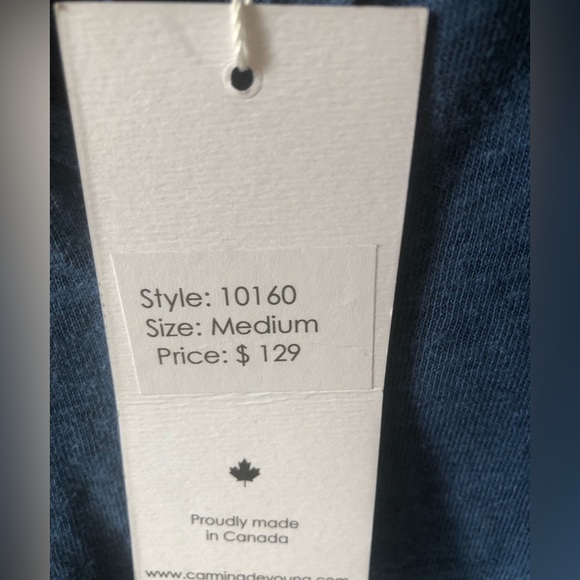 Style: 10160
Size: Medium
Price: $ 129
Proudly made
in Canada
www.carminadeyoung.com